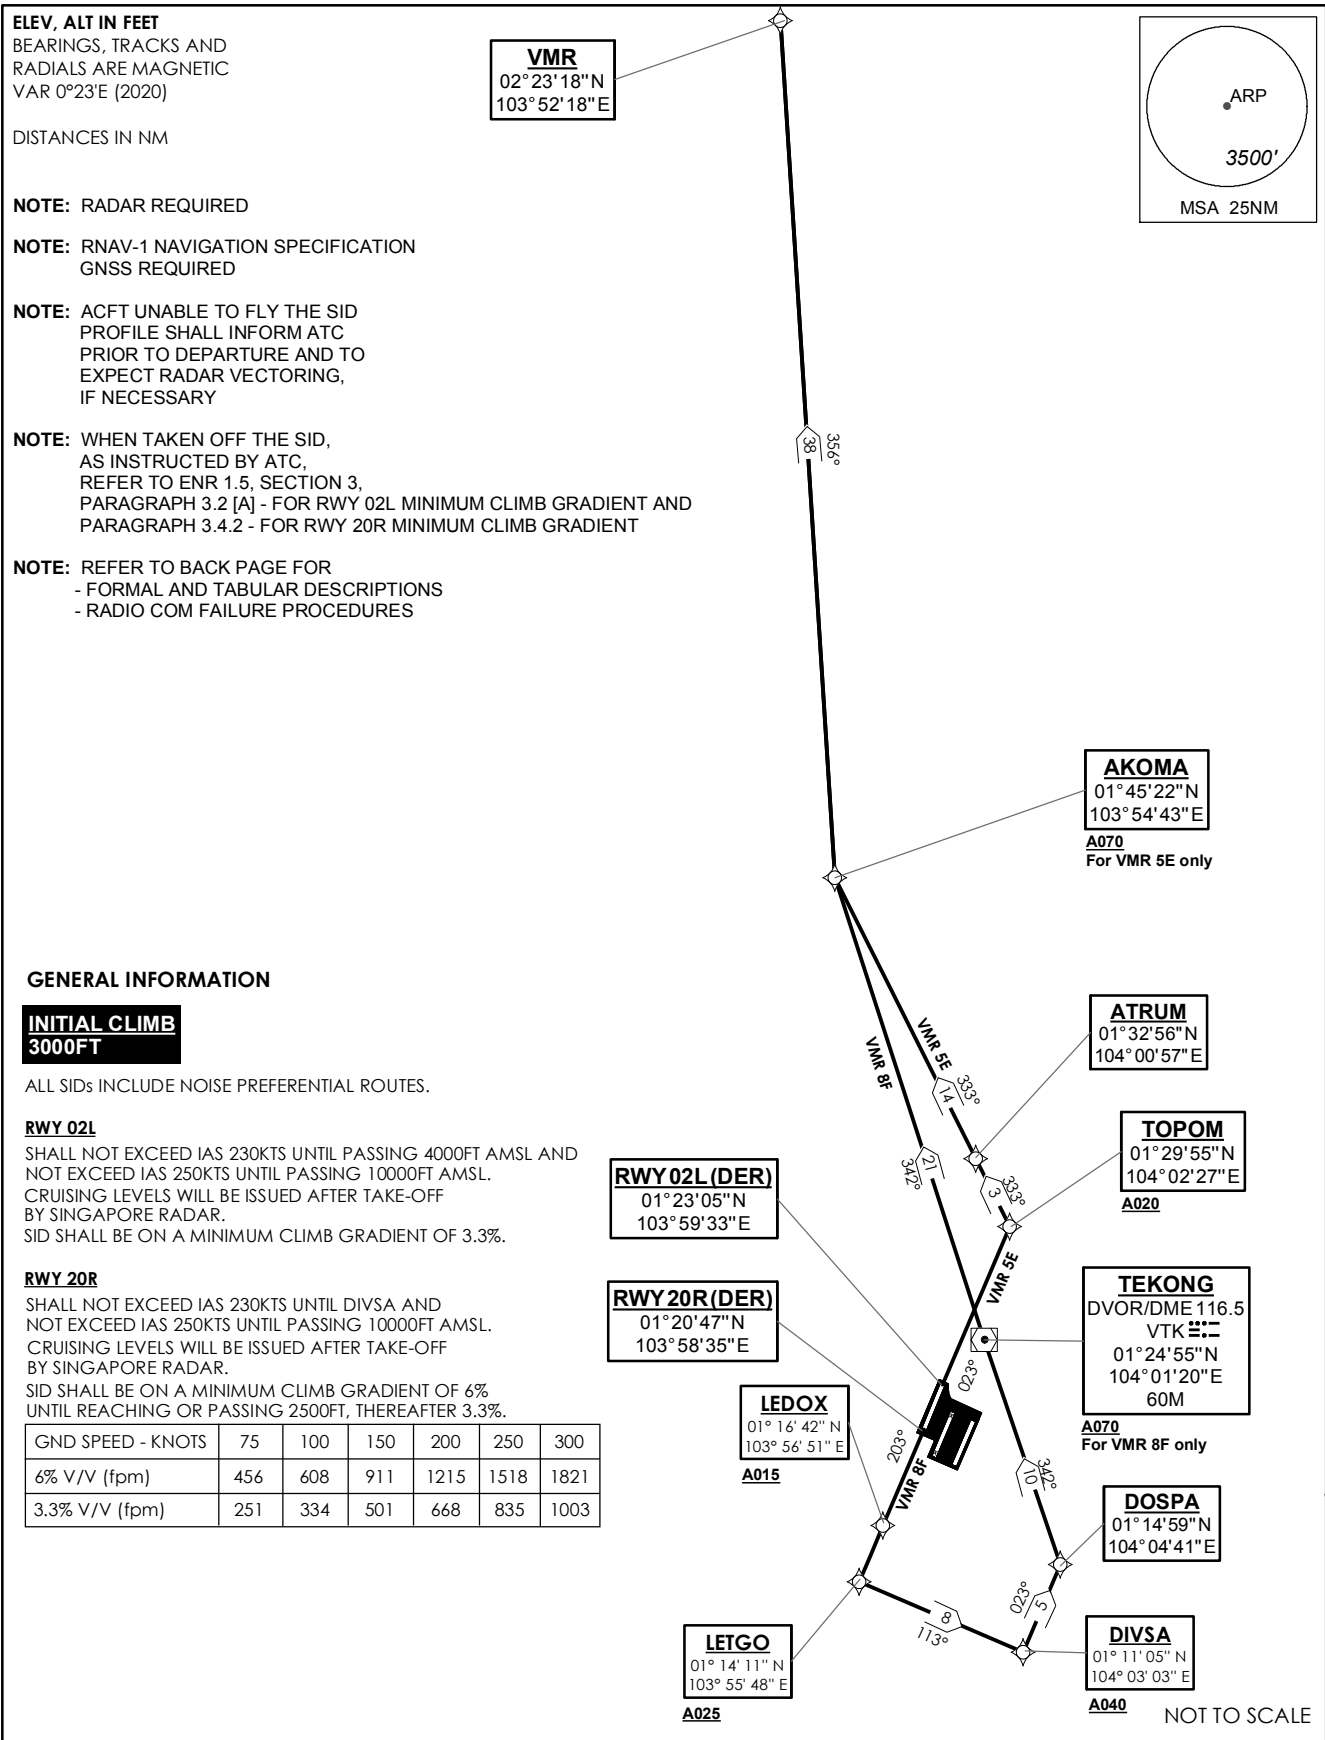 ELEV, ALT IN FEET
BEARINGS, TRACKS AND
RADIALS ARE MAGNETIC
VAR 0°23'E (2020)
DISTANCES IN NM
NOTE: RADAR REQUIRED
NOTE: RNAV-1 NAVIGATION SPECIFICATION
GNSS REQUIRED
NOTE: ACFT UNABLE TO FLY THE SID
PROFILE SHALL INFORM ATC
PRIOR TO DEPARTURE AND TO
EXPECT RADAR VECTORING,
IF NECESSARY
NOTE: WHEN TAKEN OFF THE SID,
AS INSTRUCTED BY ATC,
REFER TO ENR 1.5, SECTION 3,
PARAGRAPH 3.2 [A] - FOR RWY 02L MINIMUM CLIMB GRADIENT AND
PARAGRAPH 3.4.2 - FOR RWY 20R MINIMUM CLIMB GRADIENT
NOTE: REFER TO BACK PAGE FOR
- FORMAL AND TABULAR DESCRIPTIONS
- RADIO COM FAILURE PROCEDURES
VMR
02°23'18"N
103°52'18"E
ARP
3500'
MSA 25NM
38
356°
AKOMA
01°45'22"N
103°54'43"E
A070
For VMR 5E only
GENERAL INFORMATION
INITIAL CLIMB
3000FT
ALL SIDs INCLUDE NOISE PREFERENTIAL ROUTES.
RWY 02L
SHALL NOT EXCEED IAS 230KTS UNTIL PASSING 4000FT AMSL AND
NOT EXCEED IAS 250KTS UNTIL PASSING 10000FT AMSL.
CRUISING LEVELS WILL BE ISSUED AFTER TAKE-OFF
BY SINGAPORE RADAR.
SID SHALL BE ON A MINIMUM CLIMB GRADIENT OF 3.3%.
RWY 20R
SHALL NOT EXCEED IAS 230KTS UNTIL DIVSA AND
NOT EXCEED IAS 250KTS UNTIL PASSING 10000FT AMSL.
CRUISING LEVELS WILL BE ISSUED AFTER TAKE-OFF
BY SINGAPORE RADAR.
SID SHALL BE ON A MINIMUM CLIMB GRADIENT OF 6%
UNTIL REACHING OR PASSING 2500FT, THEREAFTER 3.3%.
GND SPEED - KNOTS 75 100 150 200 250 300
6% V/V (fpm) 456 608 911 1215 1518 1821
3.3% V/V (fpm) 251 334 501 668 835 1003
VMR 8F
VMR 5E
14
333°
21
342°
ATRUM
01°32'56"N
104°00'57"E
3
333°
TOPOM
01°29'55"N
104°02'27"E
A020
VMR 5E
RWY 02L (DER)
01°23'05"N
103°59'33"E
RWY 20R (DER)
01°20'47"N
103°58'35"E
023°
TEKONG
DVOR/DME 116.5
VTK
01°24'55"N
104°01'20"E
60M
A070
For VMR 8F only
LEDOX
01° 16' 42" N
103° 56' 51" E
A015
203°
VMR 8F
10
342°
DOSPA
01°14'59"N
104°04'41"E
023°
5
8
113°
LETGO
01° 14' 11" N
103° 55' 48" E
A025
DIVSA
01° 11' 05" N
104° 03' 03" E
A040
NOT TO SCALE